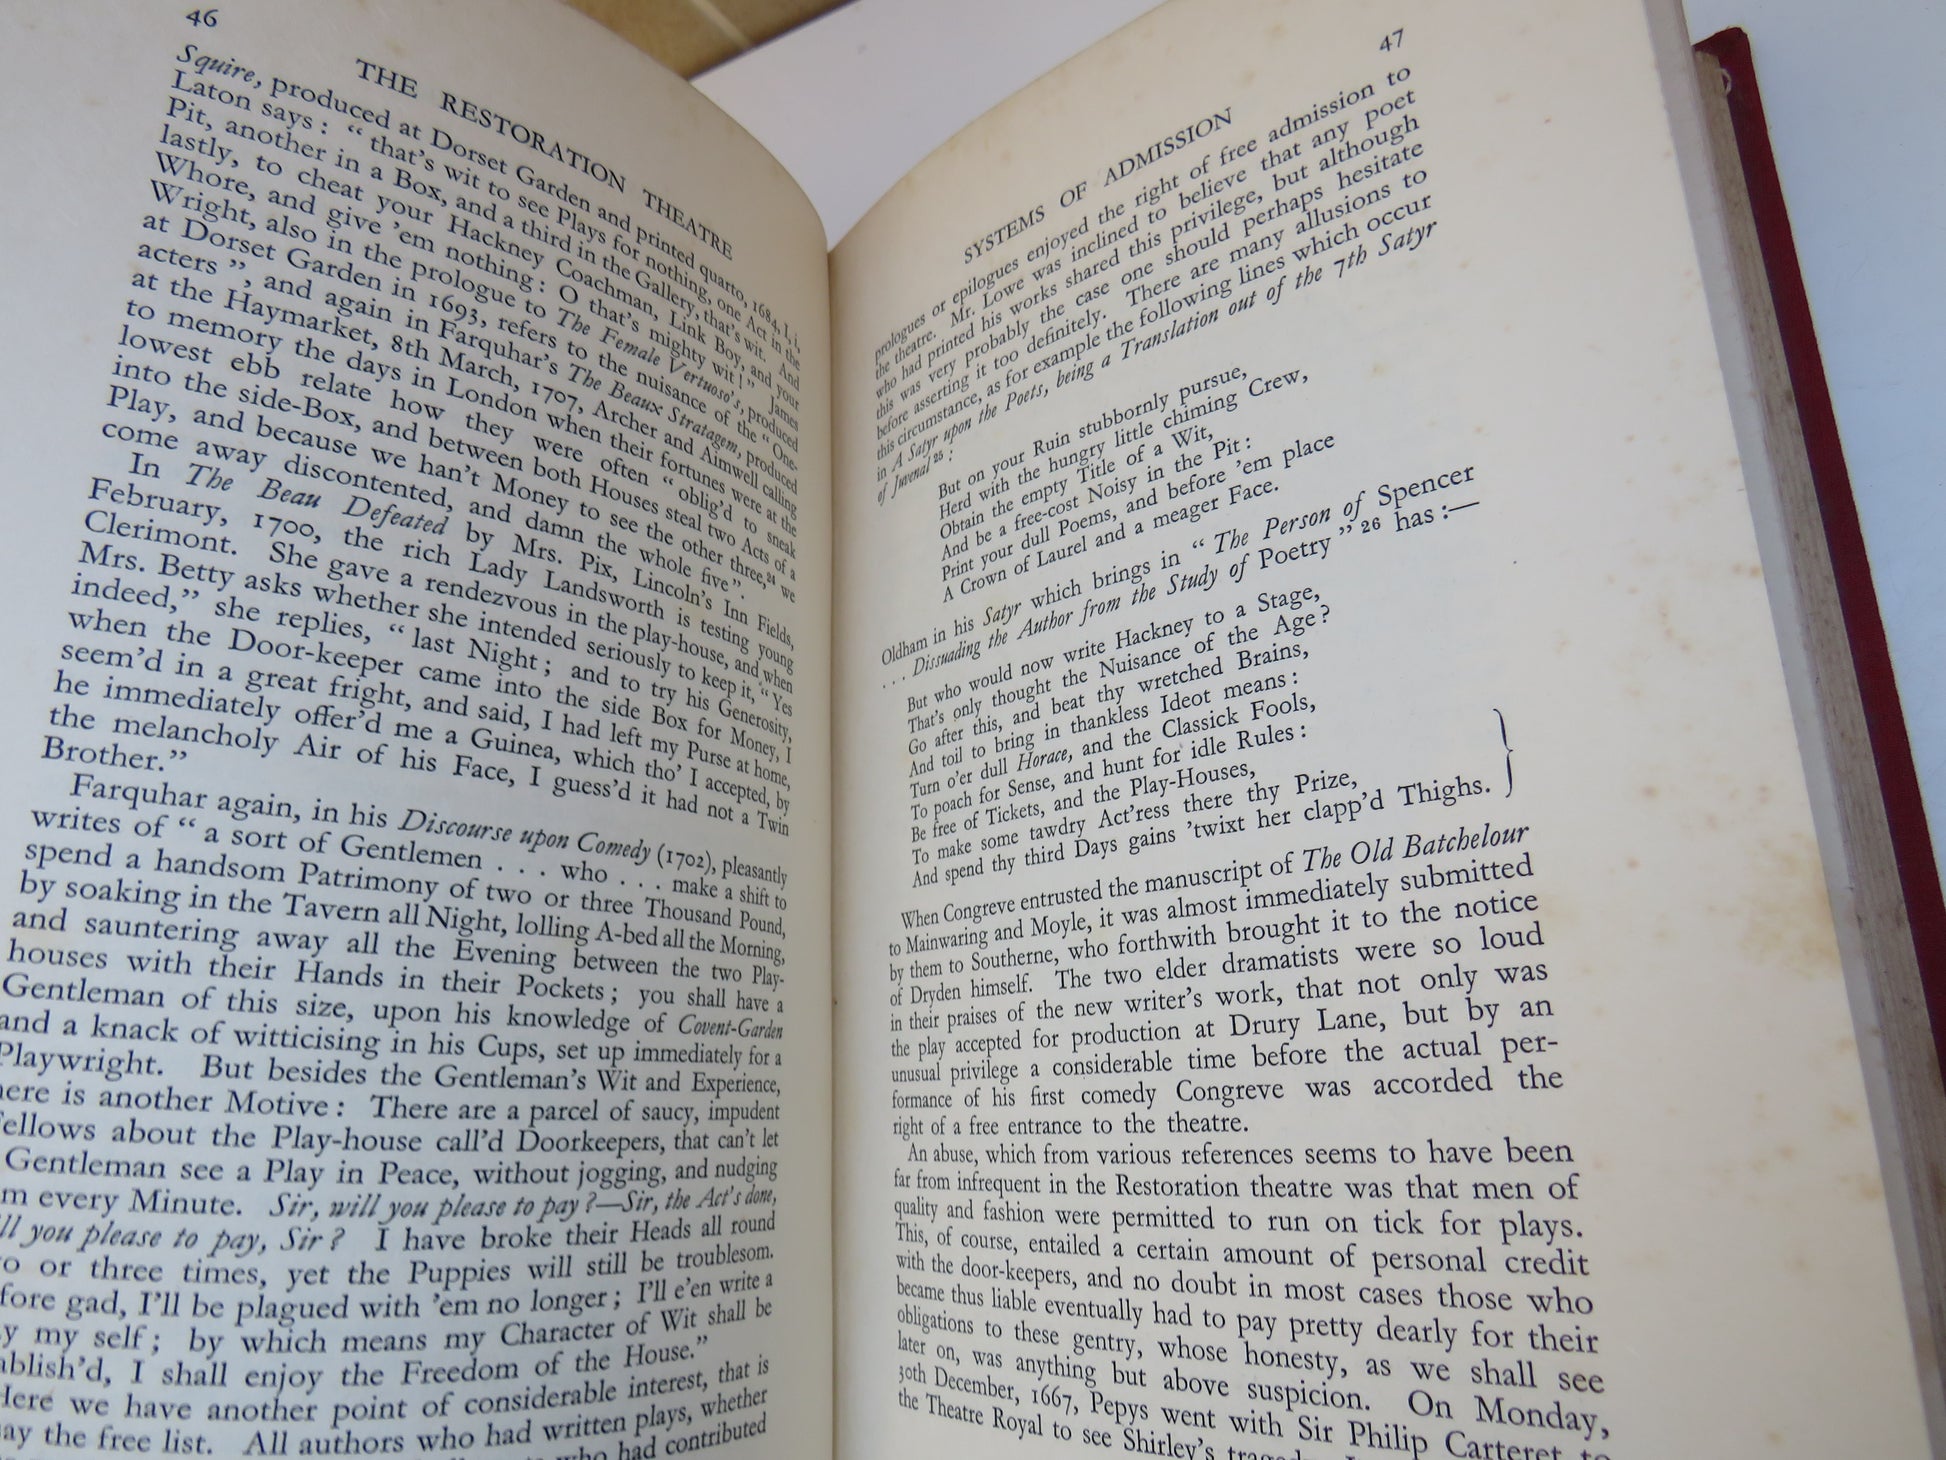 46
THE RESTORATION THEATRE
Squire, produced at Dorset Garden and printed quarto, 1684, I, i,
Laton says: "that's wit to see Plays for nothing, one Act in the
Pit, another in a Box, and a third in the Gallery, that's wit. And
lastly, to cheat your Hackney Coachman, Link Boy, and your
Whore, and give 'em nothing: O that's mighty wit!" James
Wright, also in the prologue to The Female Vertuoso's, produced
at Dorset Garden in 1693, refers to the nuisance of the "One-
acters", and again in Farquhar's The Beaux Stratagem, produced
at the Haymarket, 8th March, 1707, Archer and Aimwell calling
to memory the days in London when their fortunes were at the
lowest ebb relate how they were often "oblig'd to sneak
into the side-Box, and between both Houses steal two Acts of a
Play, and because we han't Money to see the other three,24 we
come away discontented, and damn the whole five".
In The Beau Defeated by Mrs. Pix, Lincoln's Inn Fields,
February, 1700, the rich Lady Landsworth is testing young
Clerimont. She gave a rendezvous in the play-house, and when
Mrs. Betty asks whether she intended seriously to keep it, "Yes
indeed," she replies, "last Night; and to try his Generosity,
when the Door-keeper came into the side Box for Money, I
seem'd in a great fright, and said, I had left my Purse at home,
he immediately offer'd me a Guinea, which tho' I accepted, by
the melancholy Air of his Face, I guess'd it had not a Twin
Brother."
Farquhar again, in his Discourse upon Comedy (1702), pleasantly
writes of "a sort of Gentlemen . . . who . . . make a shift to
spend a handsom Patrimony of two or three Thousand Pound,
by soaking in the Tavern all Night, lolling A-bed all the Morning,
and sauntering away all the Evening between the two Play-
houses with their Hands in their Pockets; you shall have a
Gentleman of this size, upon his knowledge of Covent-Garden
and a knack of witticising in his Cups, set up immediately for a
Playwright. But besides the Gentleman's Wit and Experience,
here is another Motive: There are a parcel of saucy, impudent
ellows about the Play-house call'd Doorkeepers, that can't let
Gentleman see a Play in Peace, without jogging, and nudging
m every Minute. Sir, will you please to pay?—Sir, the Act's done,
ll you please to pay, Sir? I have broke their Heads all round
o or three times, yet the Puppies will still be troublesom.
fore gad, I'll be plagued with 'em no longer; I'll e'en write a
y my self; by which means my Character of Wit shall be
ablish'd, I shall enjoy the Freedom of the House."
Here we have another point of considerable interest, that is
ay the free list. All authors who had written plays, whether
who had contributed
47
SYSTEMS OF ADMISSION
prologues or epilogues enjoyed the right of free admission to
the theatre. Mr. Lowe was inclined to believe that any poet
who had printed his works shared this privilege, but although
this was very probably the case one should perhaps hesitate
before asserting it too definitely. There are many allusions to
this circumstance, as for example the following lines which occur
in A Satyr upon the Poets, being a Translation out of the 7th Satyr
of Juvenal25:
But on your Ruin stubbornly pursue,
Herd with the hungry little chiming Crew,
Obtain the empty Title of a Wit,
And be a free-cost Noisy in the Pit:
Print your dull Poems, and before 'em place
A Crown of Laurel and a meager Face.
Oldham in his Satyr which brings in "The Person of Spencer
. . . Dissuading the Author from the Study of Poetry"26 has:—
But who would now write Hackney to a Stage,
That's only thought the Nuisance of the Age?
Go after this, and beat thy wretched Brains,
And toil to bring in thankless Ideot means:
Turn o'er dull Horace, and the Classick Fools,
To poach for Sense, and hunt for idle Rules:
Be free of Tickets, and the Play-Houses,
To make some tawdry Act'ress there thy Prize,
And spend thy third Days gains 'twixt her clapp'd Thighs.
When Congreve entrusted the manuscript of The Old Batchelour
to Mainwaring and Moyle, it was almost immediately submitted
by them to Southerne, who forthwith brought it to the notice
of Dryden himself. The two elder dramatists were so loud
in their praises of the new writer's work, that not only was
the play accepted for production at Drury Lane, but by an
unusual privilege a considerable time before the actual per-
formance of his first comedy Congreve was accorded the
right of a free entrance to the theatre.
An abuse, which from various references seems to have been
far from infrequent in the Restoration theatre was that men of
quality and fashion were permitted to run on tick for plays.
This, of course, entailed a certain amount of personal credit
with the door-keepers, and no doubt in most cases those who
became thus liable eventually had to pay pretty dearly for their
obligations to these gentry, whose honesty, as we shall see
later on, was anything but above suspicion. On Monday,
30th December, 1667, Pepys went with Sir Philip Carteret to
the Theatre Royal to see Shirley's